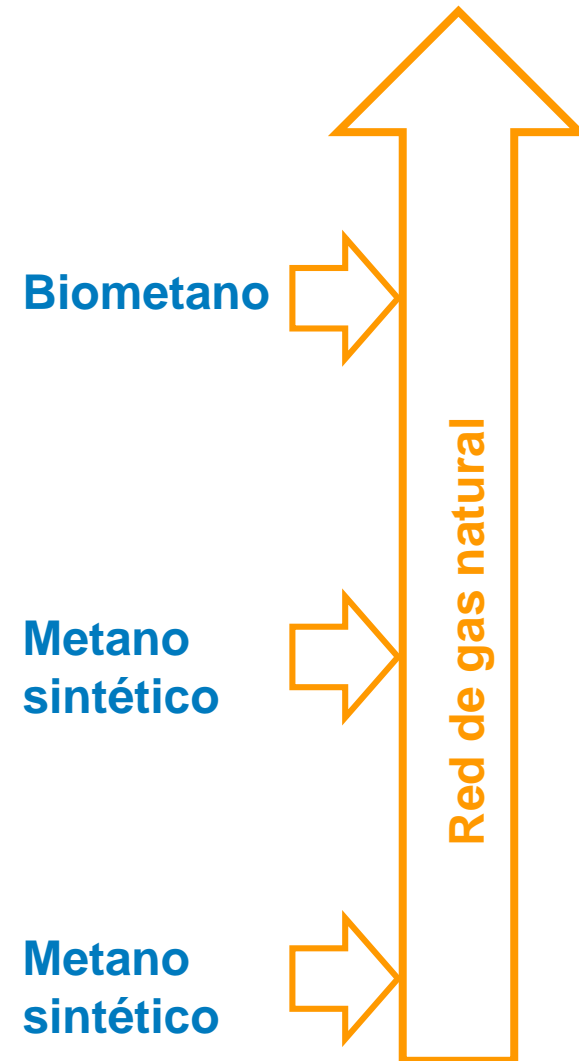 Biometano
Red de gas natural
Metano
sintético
Metano
sintético